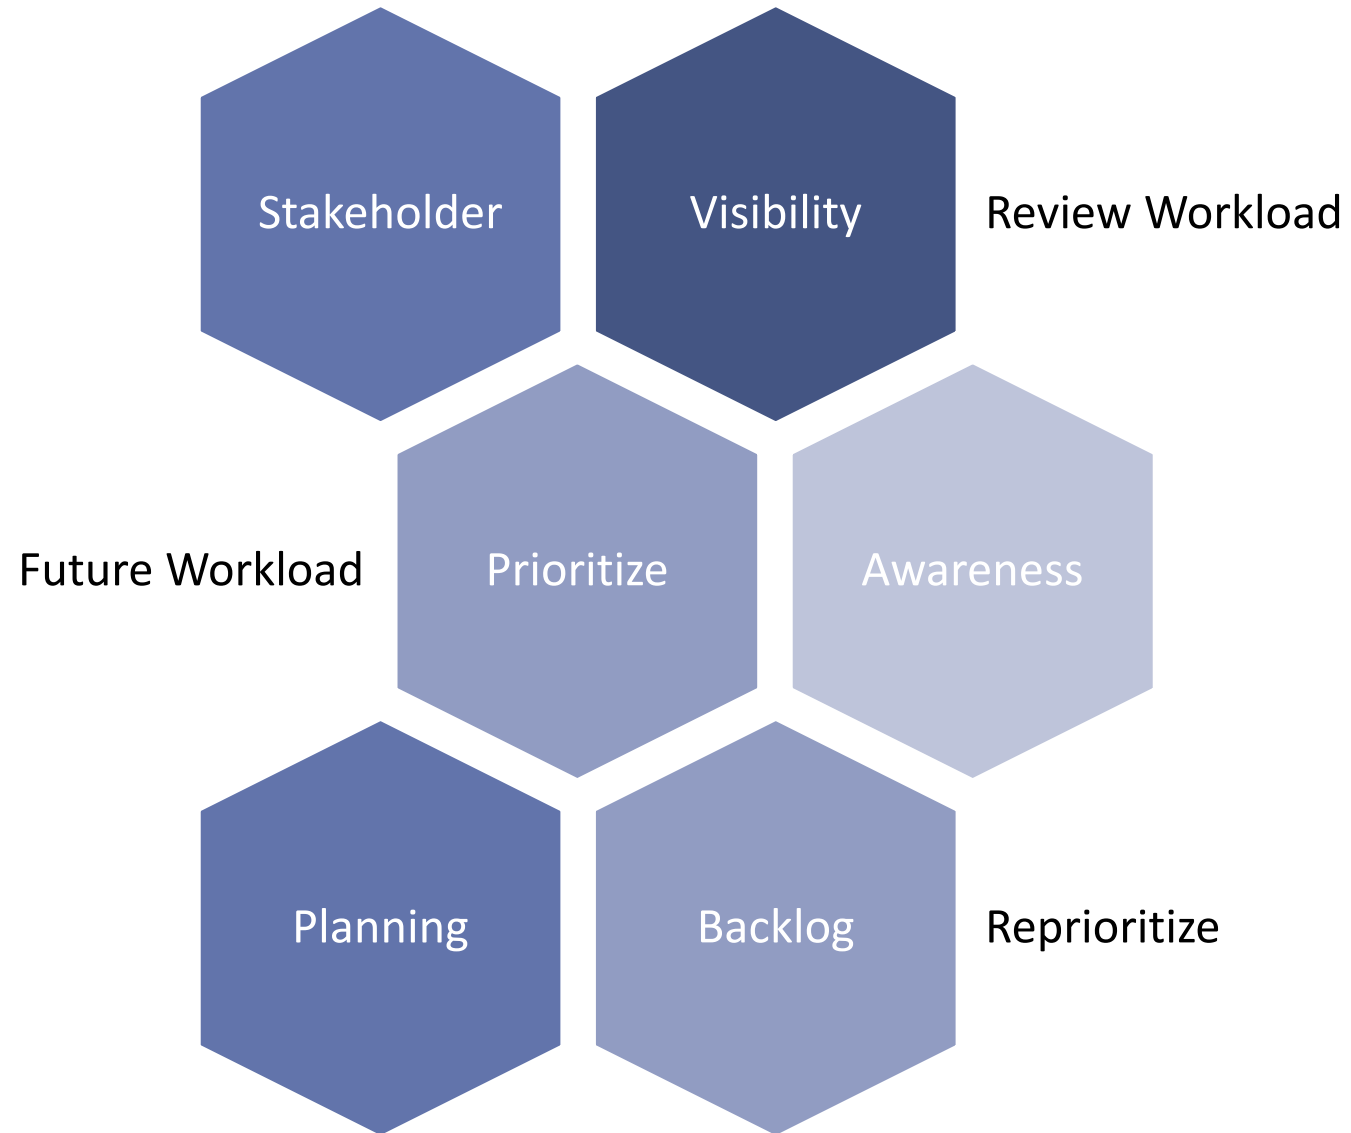 Stakeholder
Visibility
Review Workload
Future Workload
Prioritize
Awareness
Planning
Backlog
Reprioritize